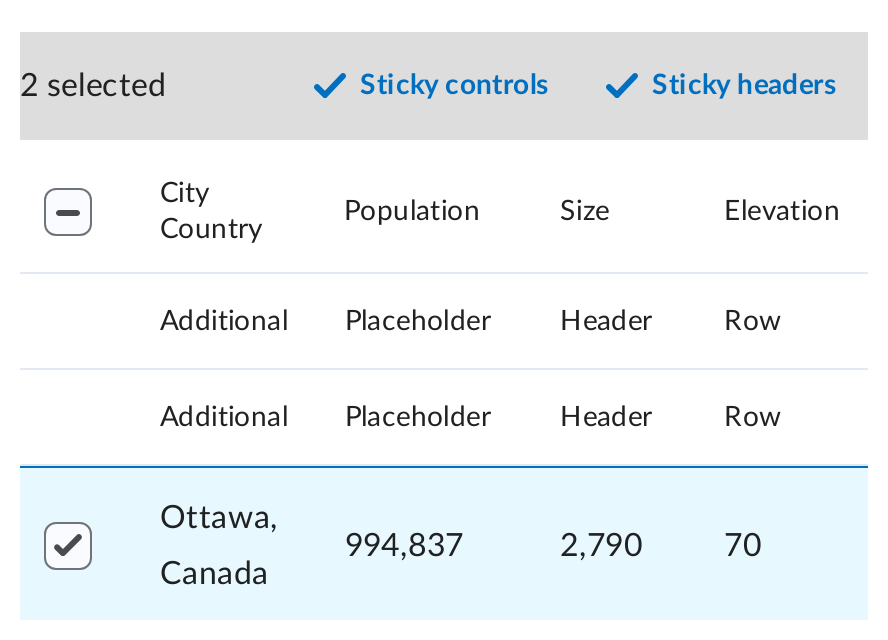 2 selected
Sticky controls
Sticky headers
City
Country
Population
Size
Elevation
Additional
Placeholder
Header
Row
Additional
Placeholder
Header
Row
Ottawa,
Canada
994,837
2,790
70